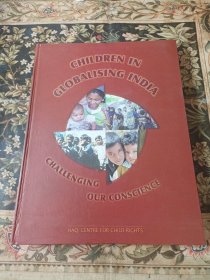 CHILDREN IN
GLOBALISING INDIA
CHALLENGING
OUR CONSCIENCE
HAQ: CENTRE FOR CHILD RIGHTS